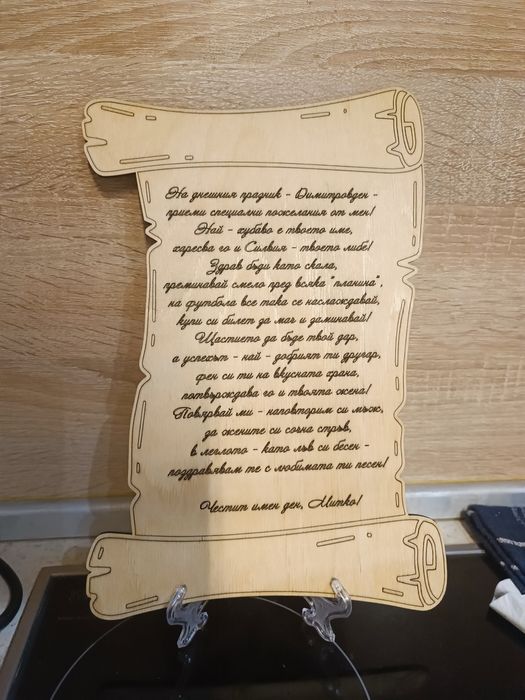 На днешния празник - Димитровден -
приеми специални пожелания от мен!
Най - хубаво е твоето име,
харесва го и Силвия - твоето либе!
Здрав бъди като скала,
преминавай смело пред всяка "планина",
на футбола все така се наслаждавай,
купи си билет за мач и заминавай!
Щастието да бъде твой дар,
а успехът - най - добрият ти другар,
фен си ти на вкусната храна,
потвърждава го и твоята жена!
Повярвай ми - неповторим си мъж,
за жените си сочна стръв,
в леглото - като лъв си бесен -
поздравявам те с любимата ти песен!
Честит имен ден, Митко!